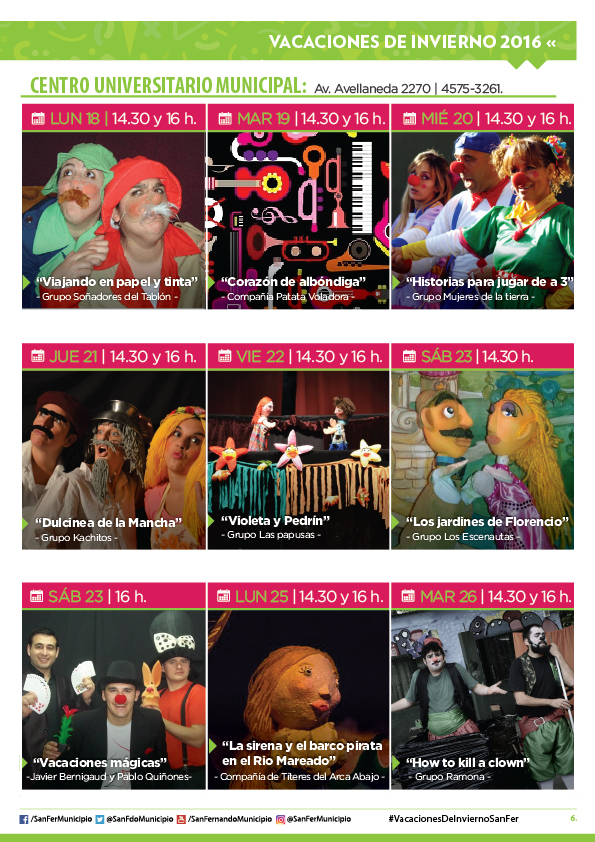 VACACIONES DE INVIERNO 2016 «
CENTRO UNIVERSITARIO MUNICIPAL: Av. Avellaneda 2270 | 4575-3261.
LUN 18 | 14.30 y 16 h.
“Viajando en papel y tinta”
- Grupo Soñadores del Tablón -
MAR 19 | 14.30 y 16 h.
“Corazón de albóndiga”
- Compañía Patata Voladora -
MIÉ 20 | 14.30 y 16 h.
“Historias para jugar de a 3”
- Grupo Mujeres de la tierra -
JUE 21 | 14.30 y 16 h.
“Dulcinea de la Mancha”
- Grupo Kachitos -
VIE 22 | 14.30 y 16 h.
“Violeta y Pedrín”
- Grupo Las papusas -
SÁB 23 | 14.30 h.
“Los jardines de Florencio”
- Grupo Los Escenautas -
SÁB 23 | 16 h.
“Vacaciones mágicas”
-Javier Bernigaud y Pablo Quiñones-
LUN 25 | 14.30 y 16 h.
“La sirena y el barco pirata
en el Rio Mareado”
- Compañía de Títeres del Arca Abajo -
MAR 26 | 14.30 y 16 h.
“How to kill a clown”
- Grupo Ramona -
/SanFerMunicipio @SanFdoMunicipio /SanFernandoMunicipio @SanFerMunicipio #VacacionesDeInviernoSanFer 6.